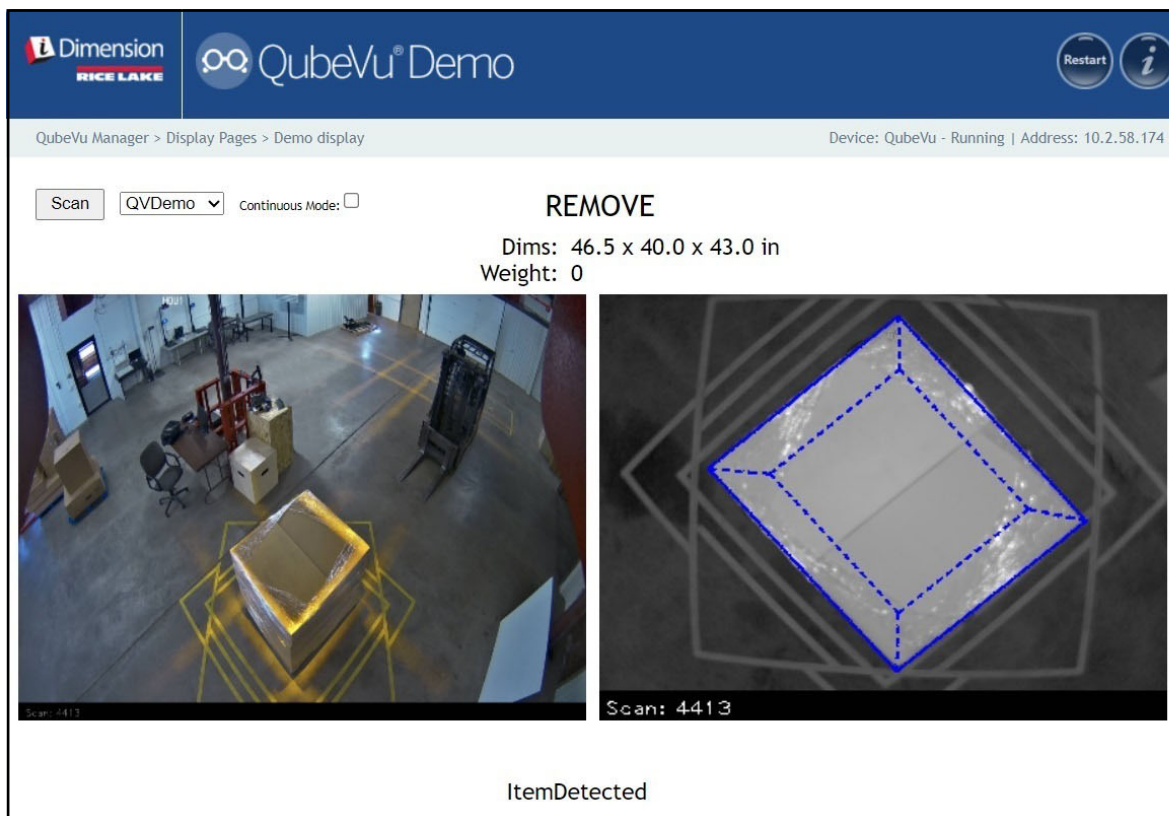 iDimension
RICE LAKE
QubeVu® Demo
Restart
i
QubeVu Manager > Display Pages > Demo display
Device: QubeVu - Running | Address: 10.2.58.174
Scan
QVDemo
Continuous Mode:
REMOVE
Dims: 46.5 x 40.0 x 43.0 in
Weight: 0
Scan: 4413
Scan: 4413
ItemDetected